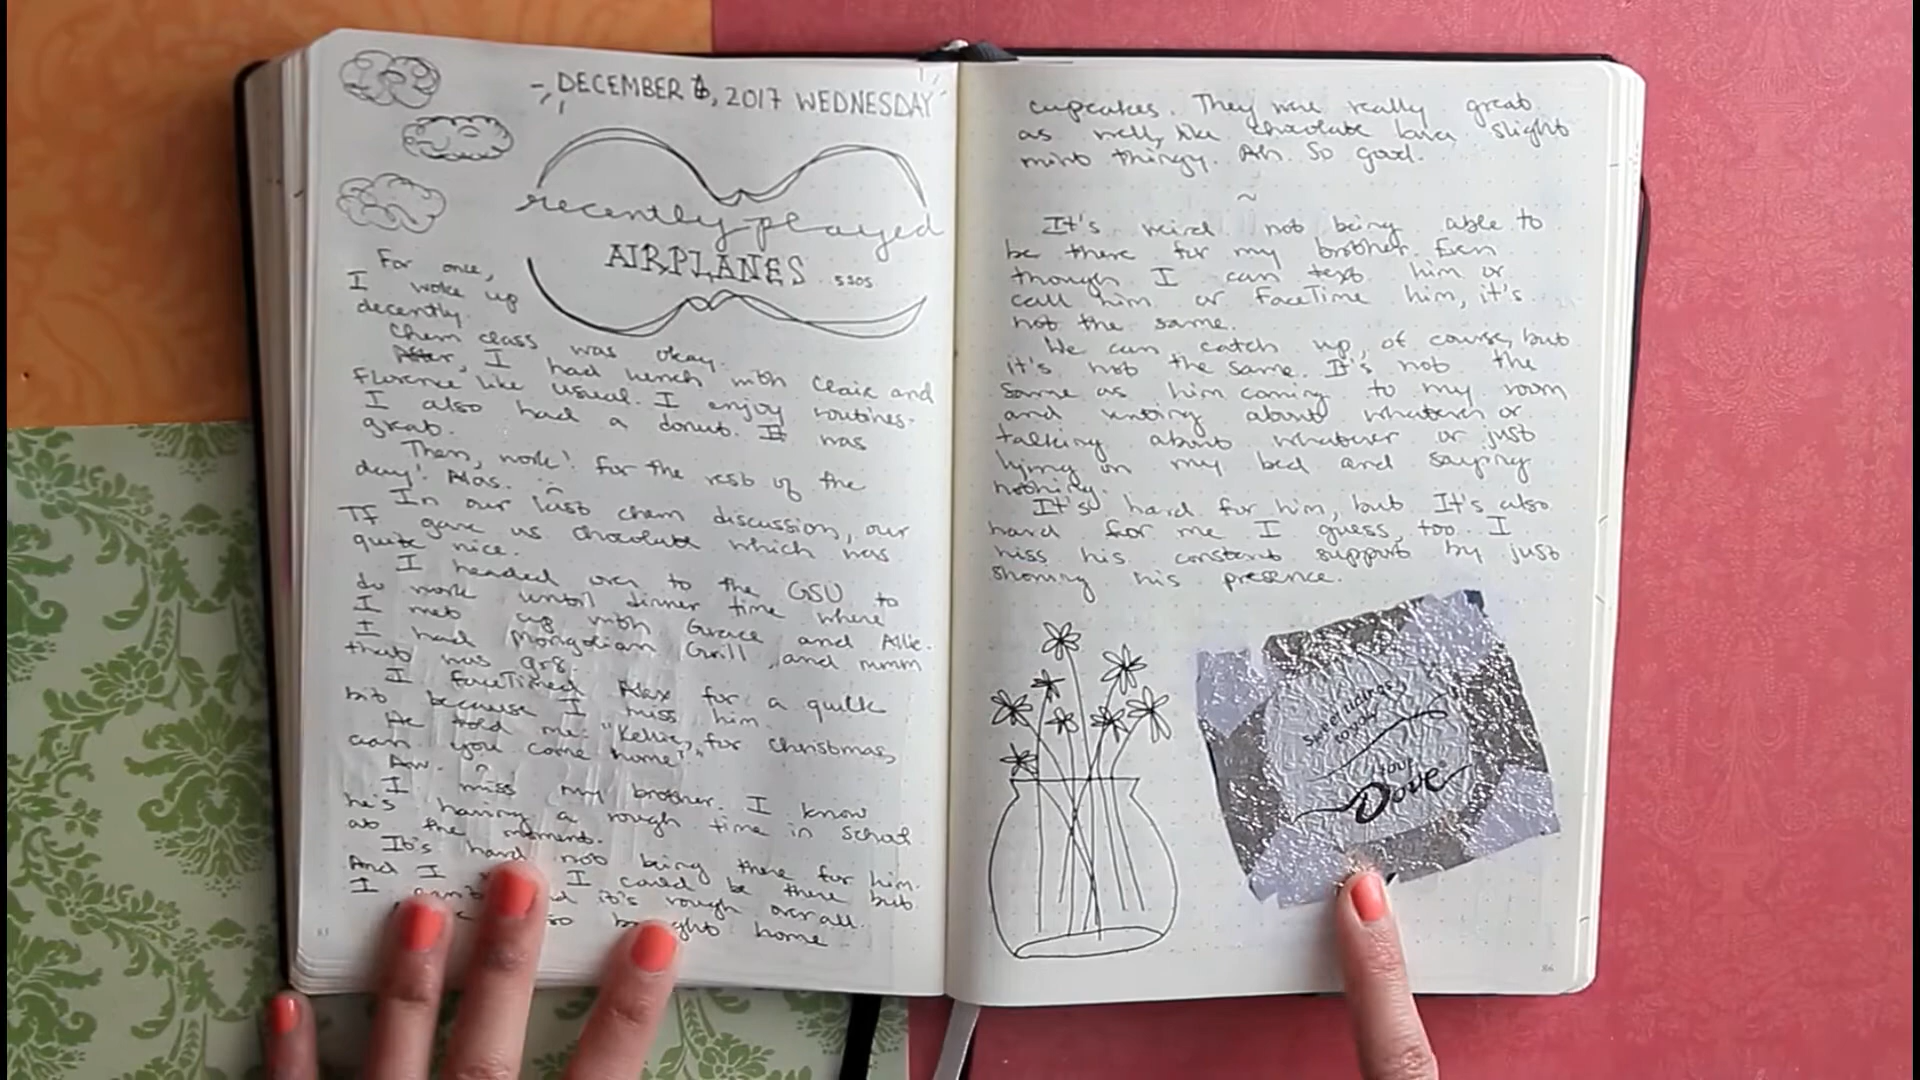 DECEMBER 6, 2017 WEDNESDAY
recently played
AIRPLANES 5SOS
For once,
I woke up
decently.
Chem class was okay.
After, I had lunch with Claire and
Florence like usual. I enjoy routines.
I also had a donut. It was
great.
Then, work! For the rest of the
day! Alas.
In our last chem discussion, our
TF gave us chocolate which was
quite nice.
I headed over to the GSU to
do work until dinner time where
I met up with Grace and Allie.
I had Mongolian Grill, and mmm
that was gr8.
I FaceTimed Alex for a quick
bit because I miss him.
He told me: "Kellie, for Christmas,
can you come home?"
Aw.
I miss my brother. I know
he's having a rough time in school
at the moment.
It's hard not being there for him.
And I I could be there but
I can't and it's rough overall.
also brought home
85
cupcakes. They were really great
as well, like chocolate lava, slight
mint thingy. Ah. So good.
~
It's weird not being able to
be there for my brother. Even
though I can text him or
call him or FaceTime him, it's
not the same.
We can catch up, of course, but
it's not the same. It's not the
same as him coming to my room
and venting about whatever or
talking about whatever or just
lying on my bed and saying
nothing.
It's hard for him, but It's also
hard for me I guess, too. I
miss his constant support by just
showing his presence.
Sweet
to you
Love
Dove
86